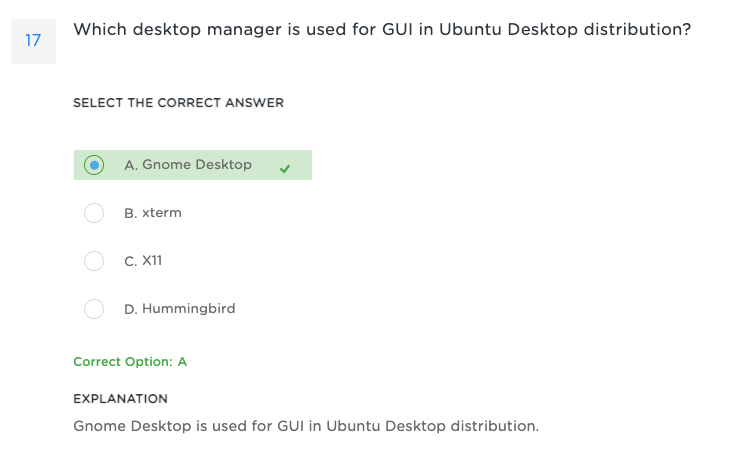 17
Which desktop manager is used for GUI in Ubuntu Desktop distribution?
SELECT THE CORRECT ANSWER
A. Gnome Desktop
B. xterm
C. X11
D. Hummingbird
Correct Option: A
EXPLANATION
Gnome Desktop is used for GUI in Ubuntu Desktop distribution.